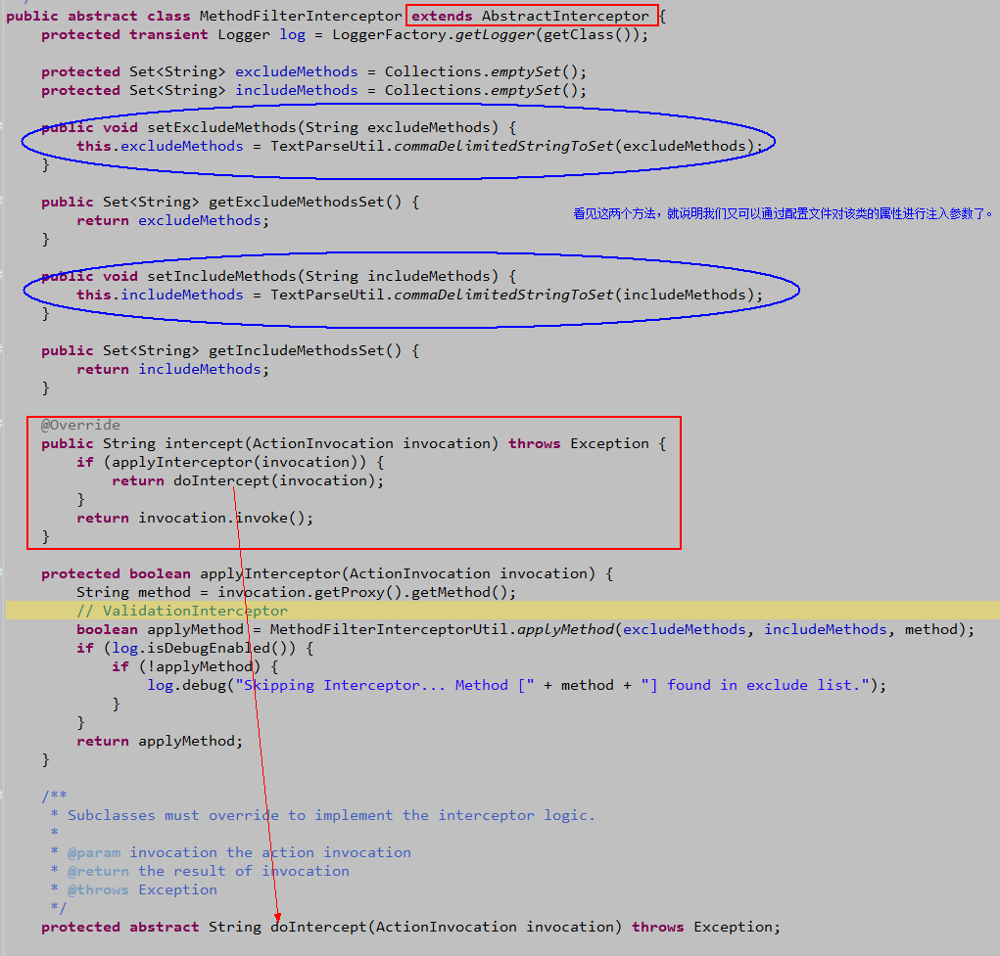 public abstract class MethodFilterInterceptor extends AbstractInterceptor {
    protected transient Logger log = LoggerFactory.getLogger(getClass());

    protected Set<String> excludeMethods = Collections.emptySet();
    protected Set<String> includeMethods = Collections.emptySet();

    public void setExcludeMethods(String excludeMethods) {
        this.excludeMethods = TextParseUtil.commaDelimitedStringToSet(excludeMethods);
    }

    public Set<String> getExcludeMethodsSet() {
看见这两个方法，就说明我们又可以通过配置文件对该类的属性进行注入参数了。
        return excludeMethods;
    }

    public void setIncludeMethods(String includeMethods) {
        this.includeMethods = TextParseUtil.commaDelimitedStringToSet(includeMethods);
    }

    public Set<String> getIncludeMethodsSet() {
        return includeMethods;
    }

    @Override
    public String intercept(ActionInvocation invocation) throws Exception {
        if (applyInterceptor(invocation)) {
            return doIntercept(invocation);
        }
        return invocation.invoke();
    }

    protected boolean applyInterceptor(ActionInvocation invocation) {
        String method = invocation.getProxy().getMethod();
        // ValidationInterceptor
        boolean applyMethod = MethodFilterInterceptorUtil.applyMethod(excludeMethods, includeMethods, method);
        if (log.isDebugEnabled()) {
            if (!applyMethod) {
                log.debug("Skipping Interceptor... Method [" + method + "] found in exclude list.");
            }
        }
        return applyMethod;
    }

    /**
     * Subclasses must override to implement the interceptor logic.
     *
     * @param invocation the action invocation
     * @return the result of invocation
     * @throws Exception
     */
    protected abstract String doIntercept(ActionInvocation invocation) throws Exception;